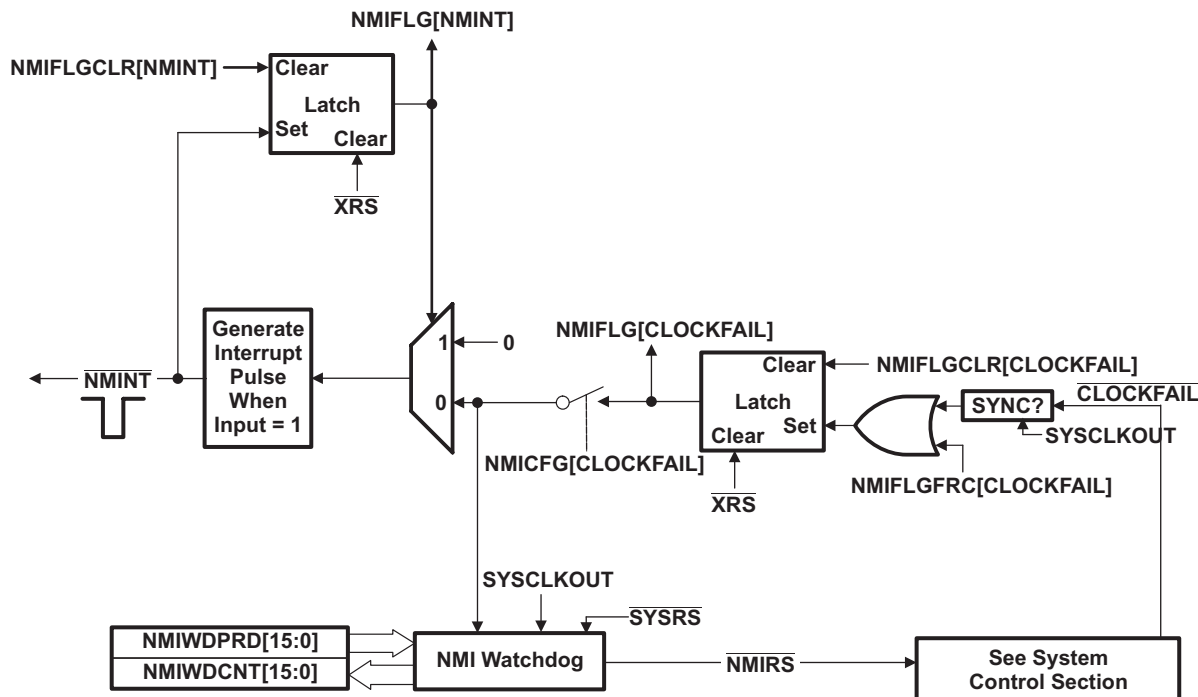 NMIFLG[NMINT]
NMIFLGCLR[NMINT]
Clear
Latch
Set
Clear
XRS
Generate
Interrupt
Pulse
When
Input = 1
NMINT
1
0
0
NMIFLG[CLOCKFAIL]
NMICFG[CLOCKFAIL]
Clear
Latch
Set
Clear
XRS
NMIFLGCLR[CLOCKFAIL]
CLOCKFAIL
SYNC?
SYSCLKOUT
NMIFLGFRC[CLOCKFAIL]
SYSCLKOUT
SYSRS
NMIWDPRD[15:0]
NMIWDCNT[15:0]
NMI Watchdog
NMIRS
See System
Control Section